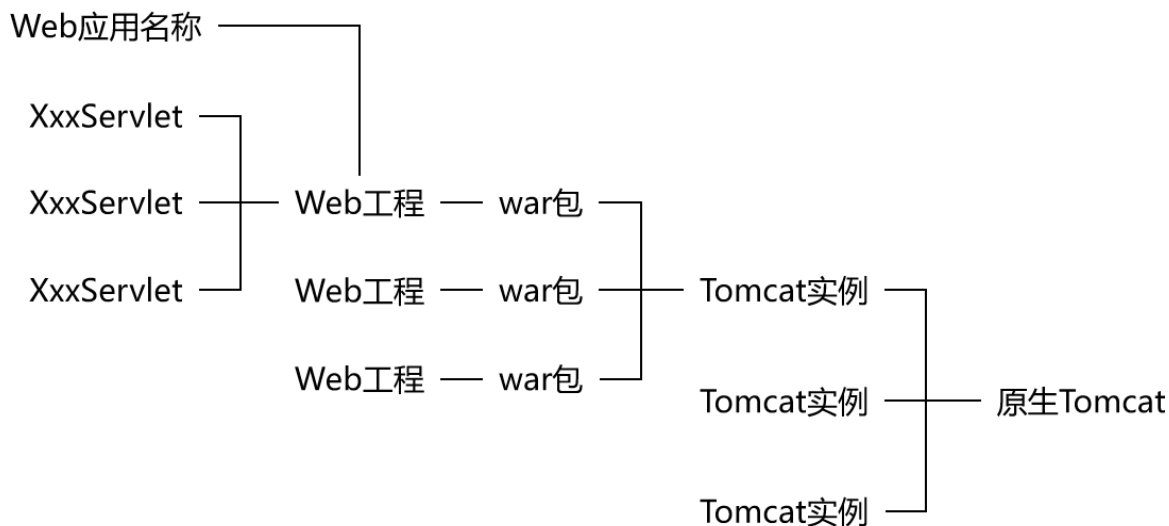 Web应用名称
XxxServlet
XxxServlet
Web工程
war包
XxxServlet
Web工程
war包
Tomcat实例
Web工程
war包
Tomcat实例
原生Tomcat
Tomcat实例